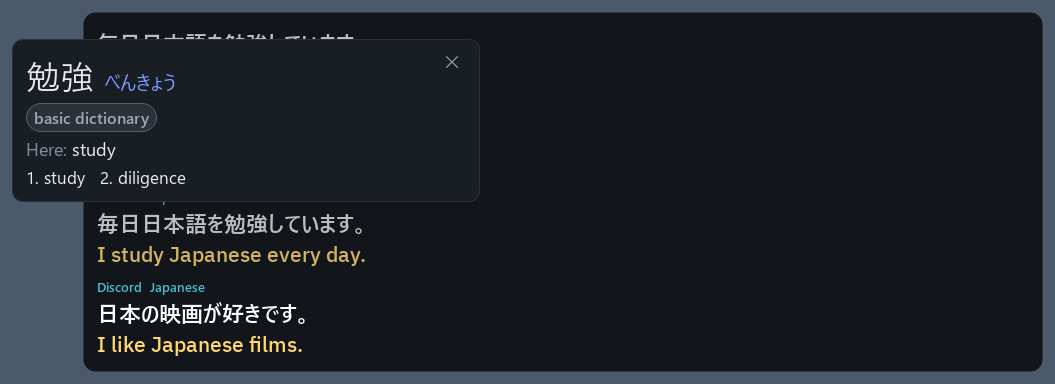 勉強 べんきょう
basic dictionary
Here: study
1. study 2. diligence
毎日日本語を勉強しています。
I study Japanese every day.
Discord Japanese
日本の映画が好きです。
I like Japanese films.